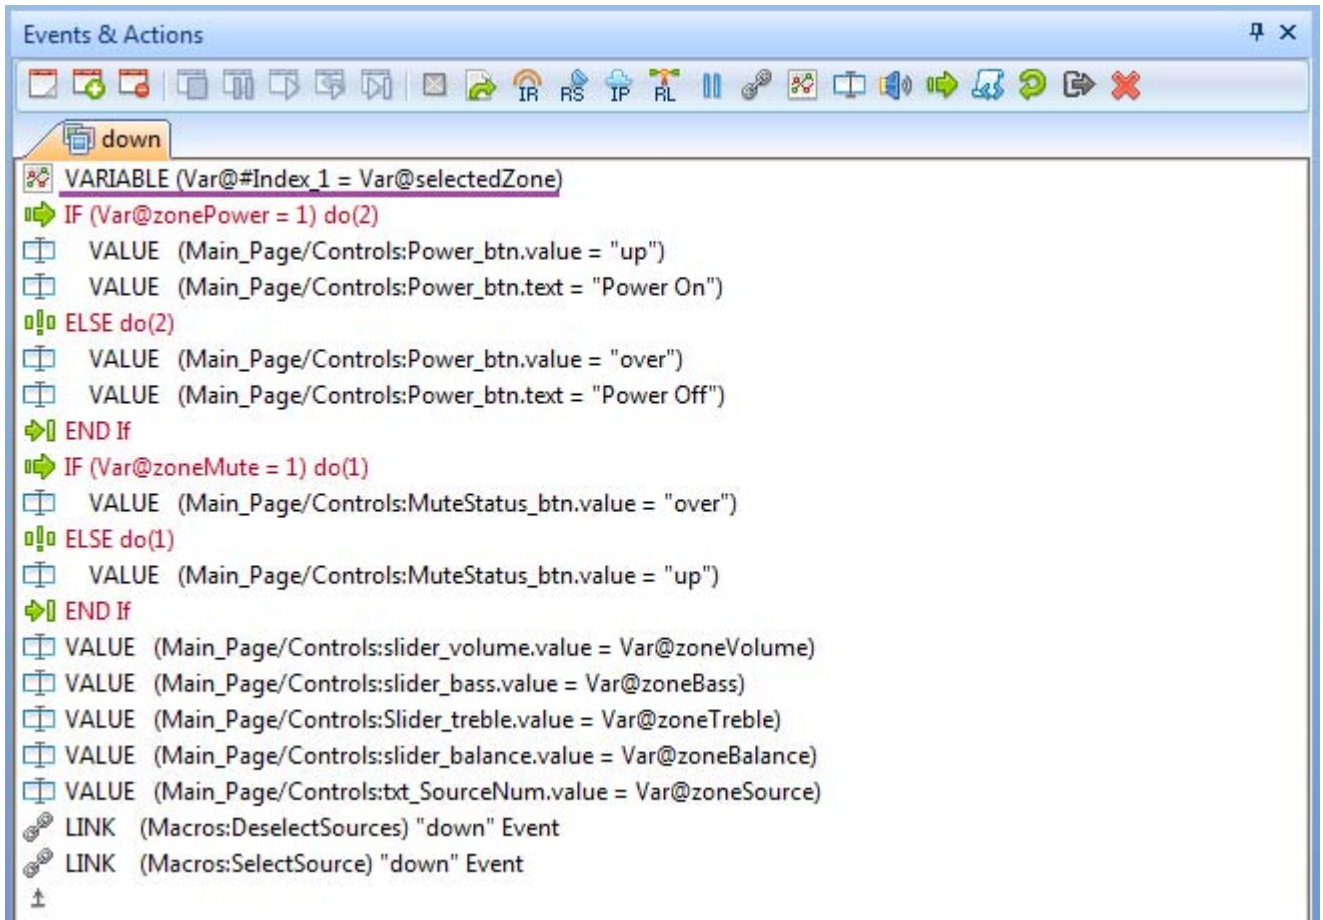 Events & Actions
IR RS IP RL
down
VARIABLE (Var@#Index_1 = Var@selectedZone)
IF (Var@zonePower = 1) do(2)
VALUE (Main_Page/Controls:Power_btn.value = "up")
VALUE (Main_Page/Controls:Power_btn.text = "Power On")
ELSE do(2)
VALUE (Main_Page/Controls:Power_btn.value = "over")
VALUE (Main_Page/Controls:Power_btn.text = "Power Off")
END If
IF (Var@zoneMute = 1) do(1)
VALUE (Main_Page/Controls:MuteStatus_btn.value = "over")
ELSE do(1)
VALUE (Main_Page/Controls:MuteStatus_btn.value = "up")
END If
VALUE (Main_Page/Controls:slider_volume.value = Var@zoneVolume)
VALUE (Main_Page/Controls:slider_bass.value = Var@zoneBass)
VALUE (Main_Page/Controls:Slider_treble.value = Var@zoneTreble)
VALUE (Main_Page/Controls:slider_balance.value = Var@zoneBalance)
VALUE (Main_Page/Controls:txt_SourceNum.value = Var@zoneSource)
LINK (Macros:DeselectSources) "down" Event
LINK (Macros:SelectSource) "down" Event